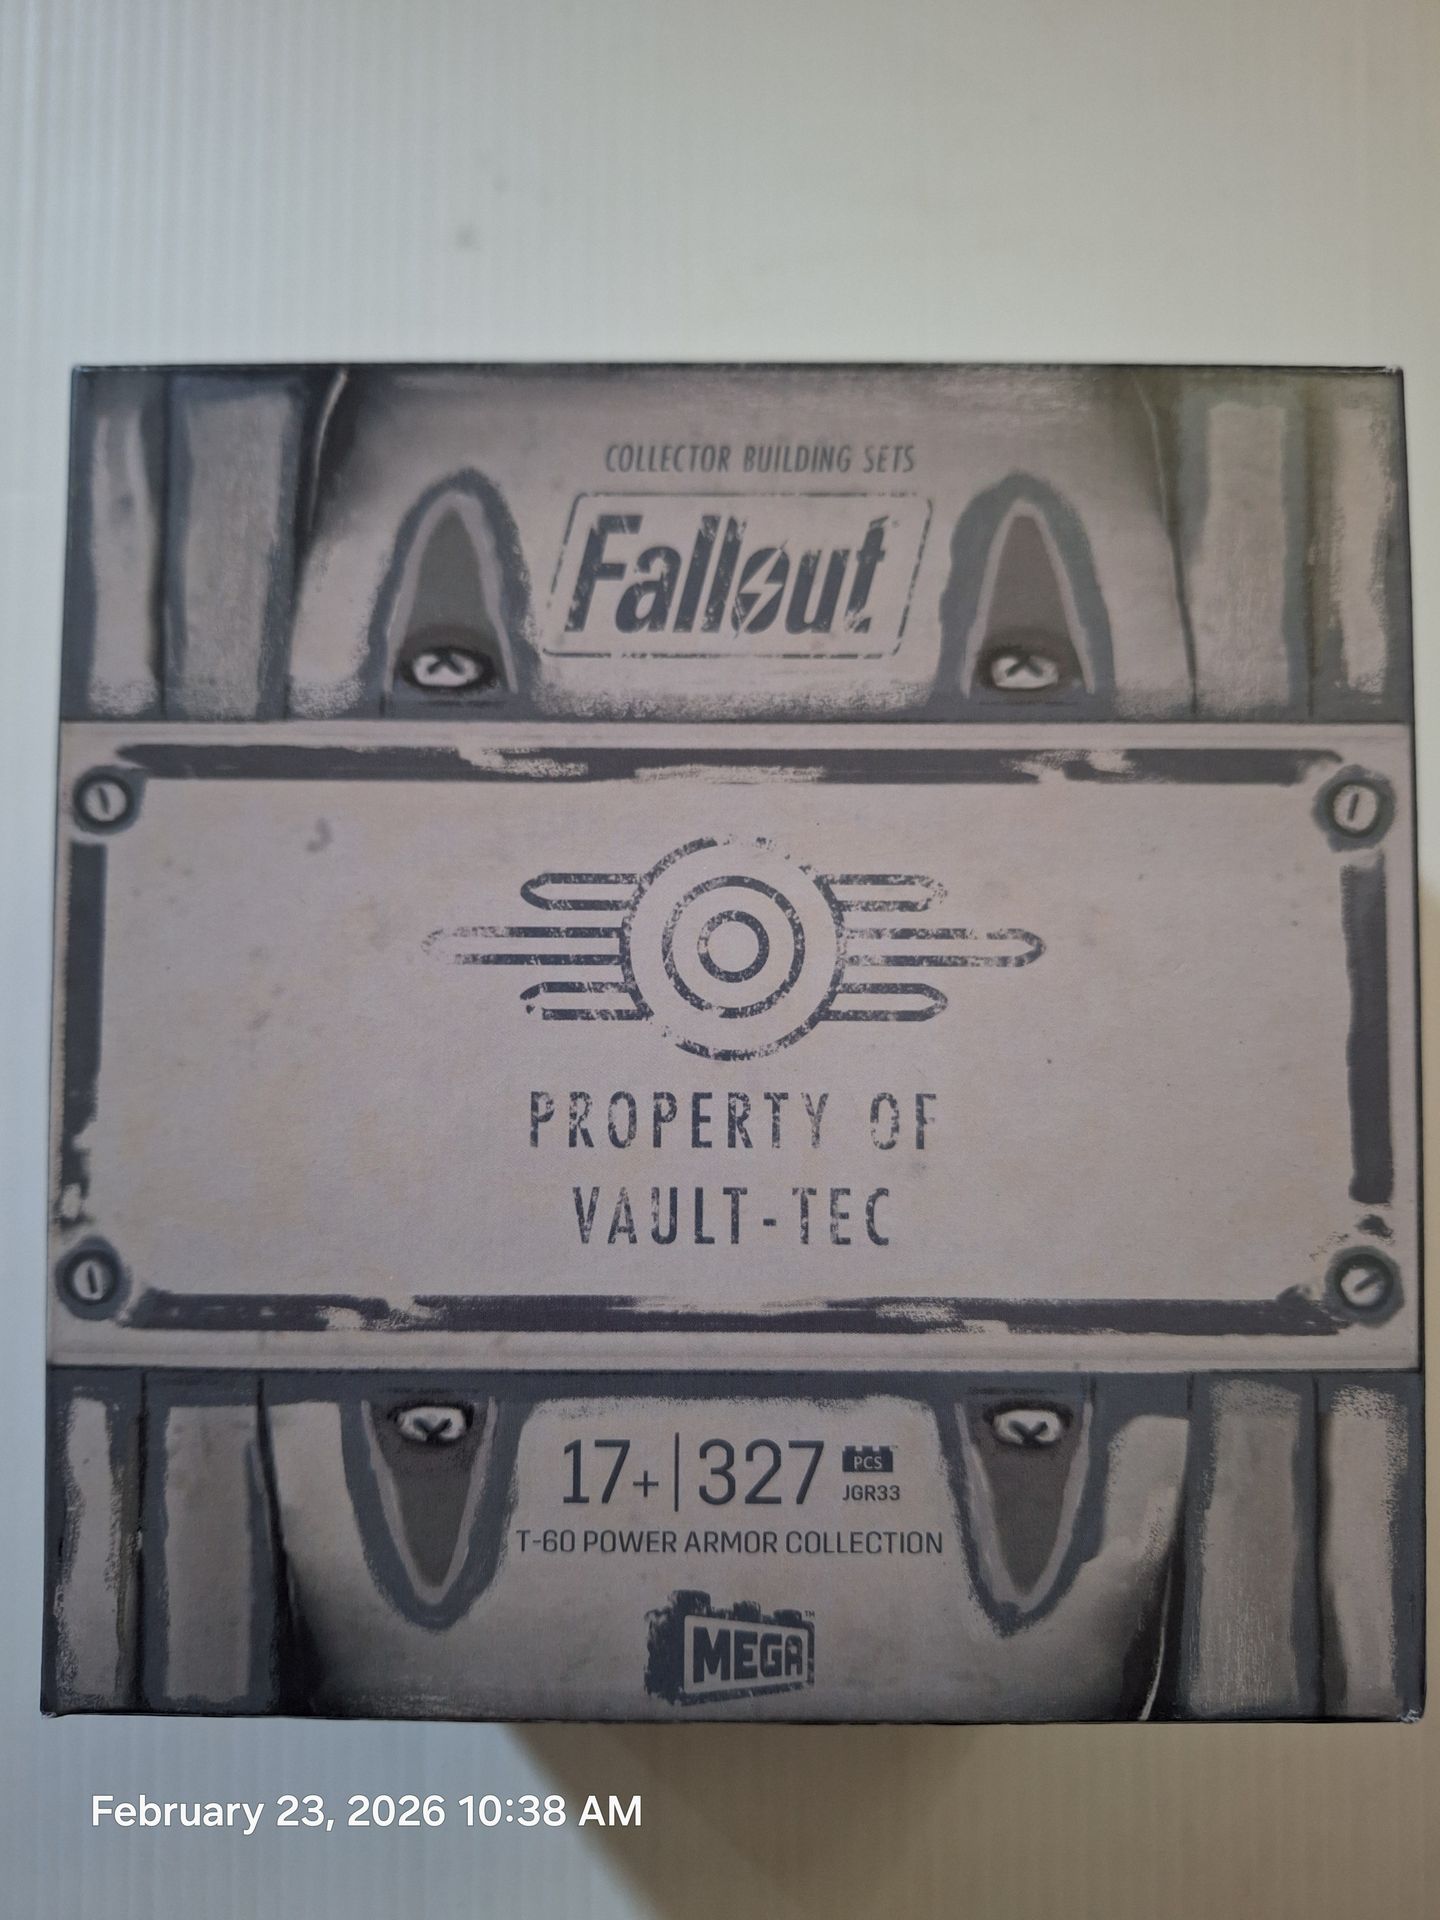 COLLECTOR BUILDING SETS
Fallout
PROPERTY OF
VAULT-TEC
17+ | 327 PCS
JGR33
T-60 POWER ARMOR COLLECTION
MEGA™
February 23, 2026 10:38 AM